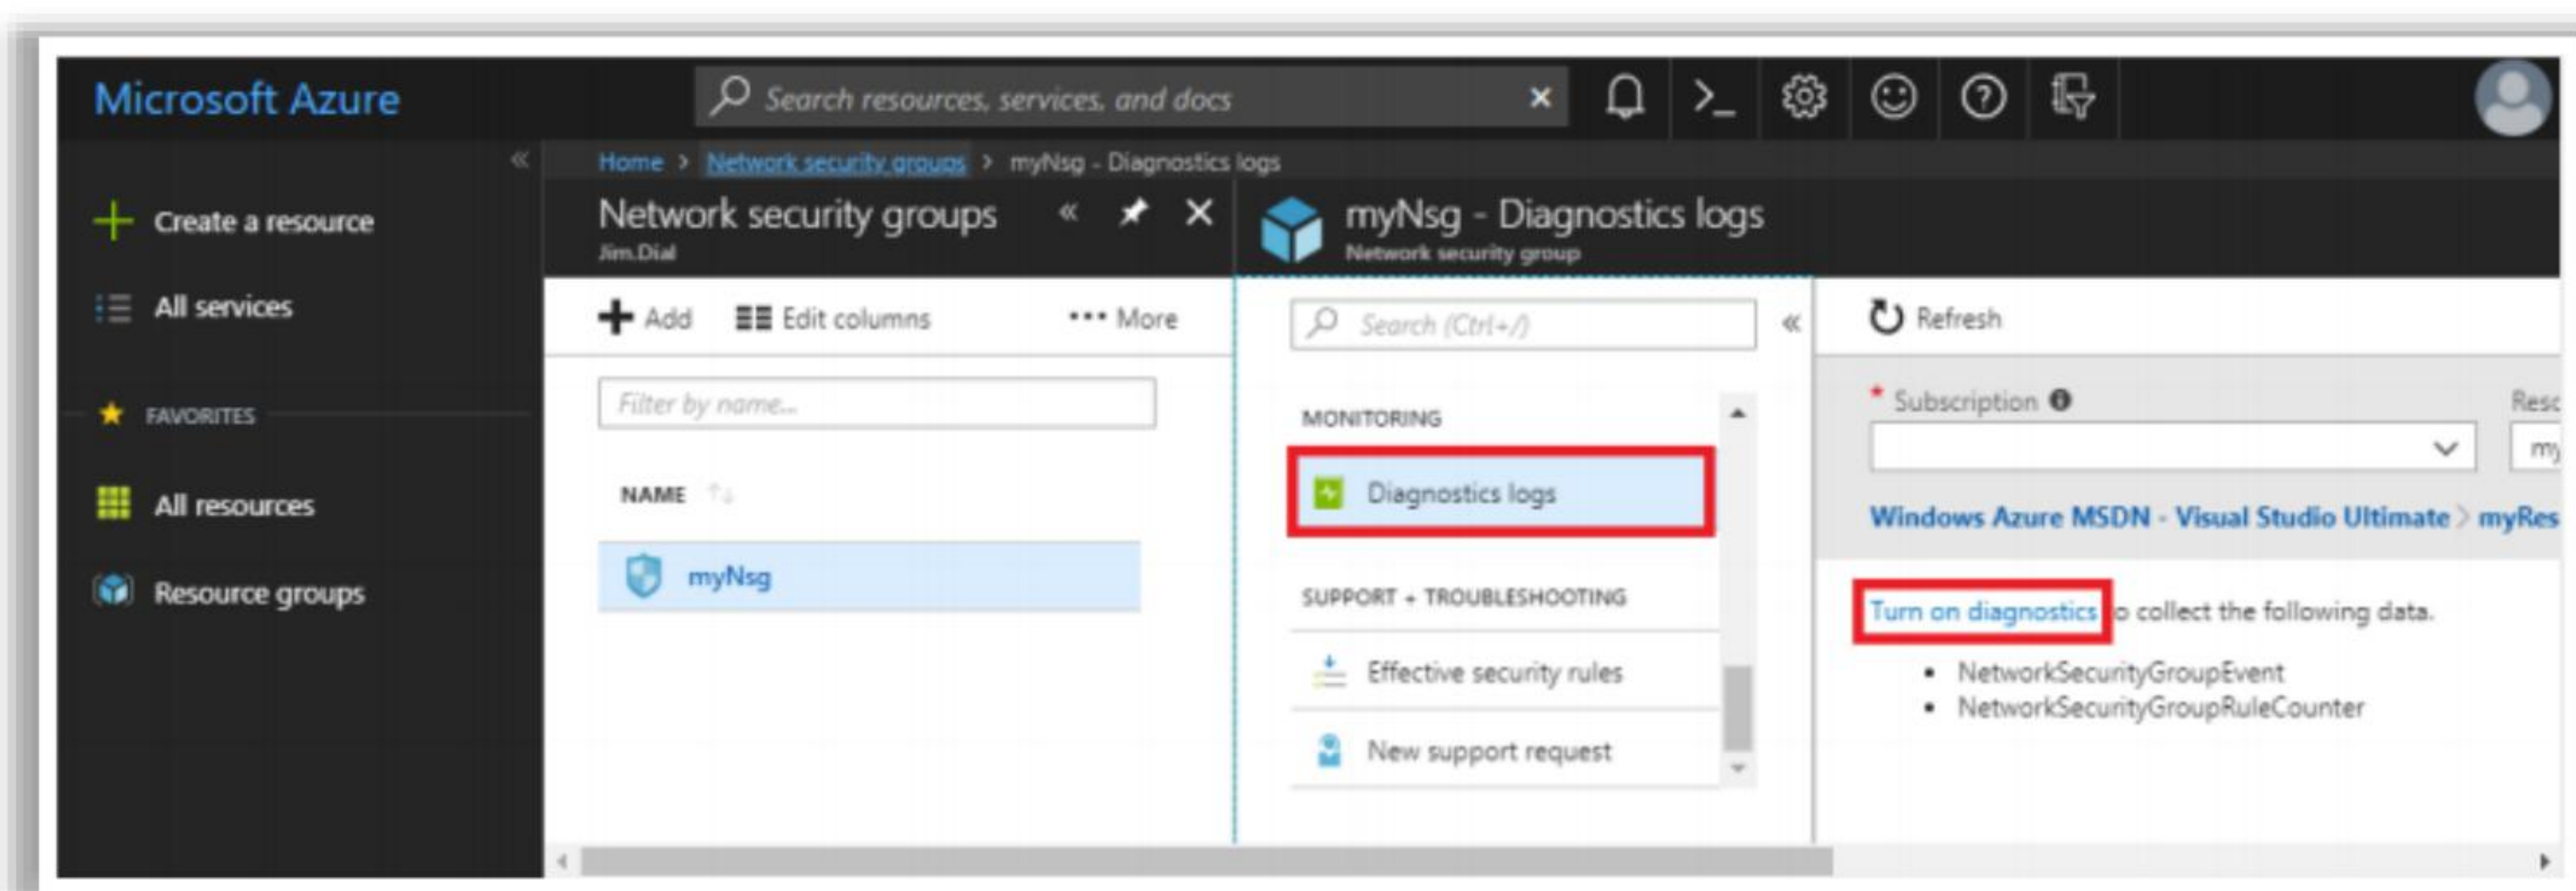 Microsoft Azure
Search resources, services, and docs
Home > Network security groups > myNsg - Diagnostics logs
Create a resource
All services
FAVORITES
All resources
Resource groups
Network security groups
Jim.Dial
Add Edit columns ••• More
Filter by name...
NAME
myNsg
myNsg - Diagnostics logs
Network security group
Search (Ctrl+/)
MONITORING
Diagnostics logs
SUPPORT + TROUBLESHOOTING
Effective security rules
New support request
Refresh
* Subscription
Resc
my
Windows Azure MSDN - Visual Studio Ultimate > myRes
Turn on diagnostics o collect the following data.
• NetworkSecurityGroupEvent
• NetworkSecurityGroupRuleCounter